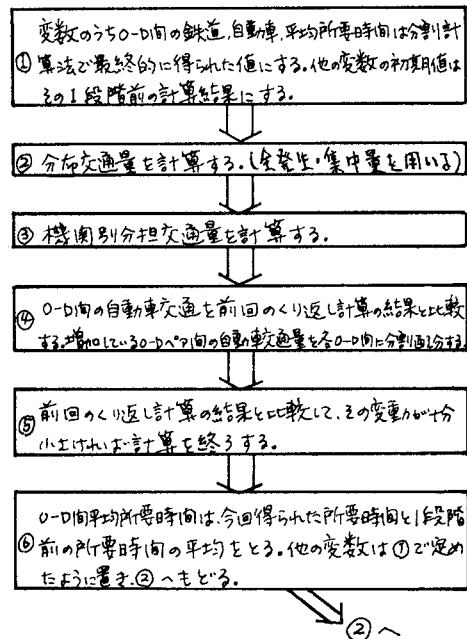 変数のうちO-D間の鉄道,自動車,平均所要時間は分割計
① 算法で最終的に得られた値にする。他の変数の初期値は
その1段階前の計算結果にする。
② 分布交通量を計算する。(全発生・集中量を用いる)
③ 機関別分担交通量を計算する。
O-D間の自動車交通を前回のくり返し計算の結果と比較
④ する。増加しているO-Dペア間の自動車交通量を各O-D間に分割配分する。
前回のくり返し計算の結果と比較して、その変動が十分
⑤ 小さければ計算を終了する。
O-D間平均所要時間は、今回得られた所要時間と1段階
⑥ 前の所要時間の平均をとる。他の変数は①で定め
たように置き、②へもどる。
②へ